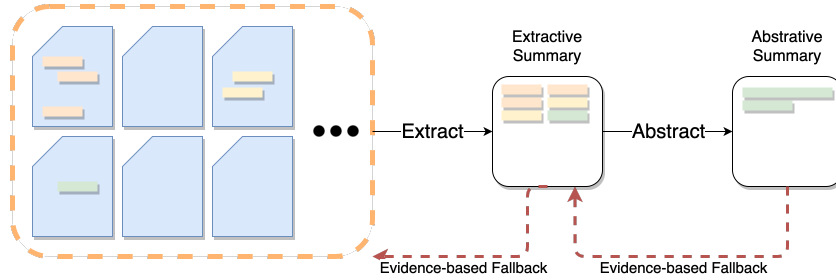 Extractive
Summary
Abstrative
Summary
Extract
Abstract
Evidence-based Fallback
Evidence-based Fallback